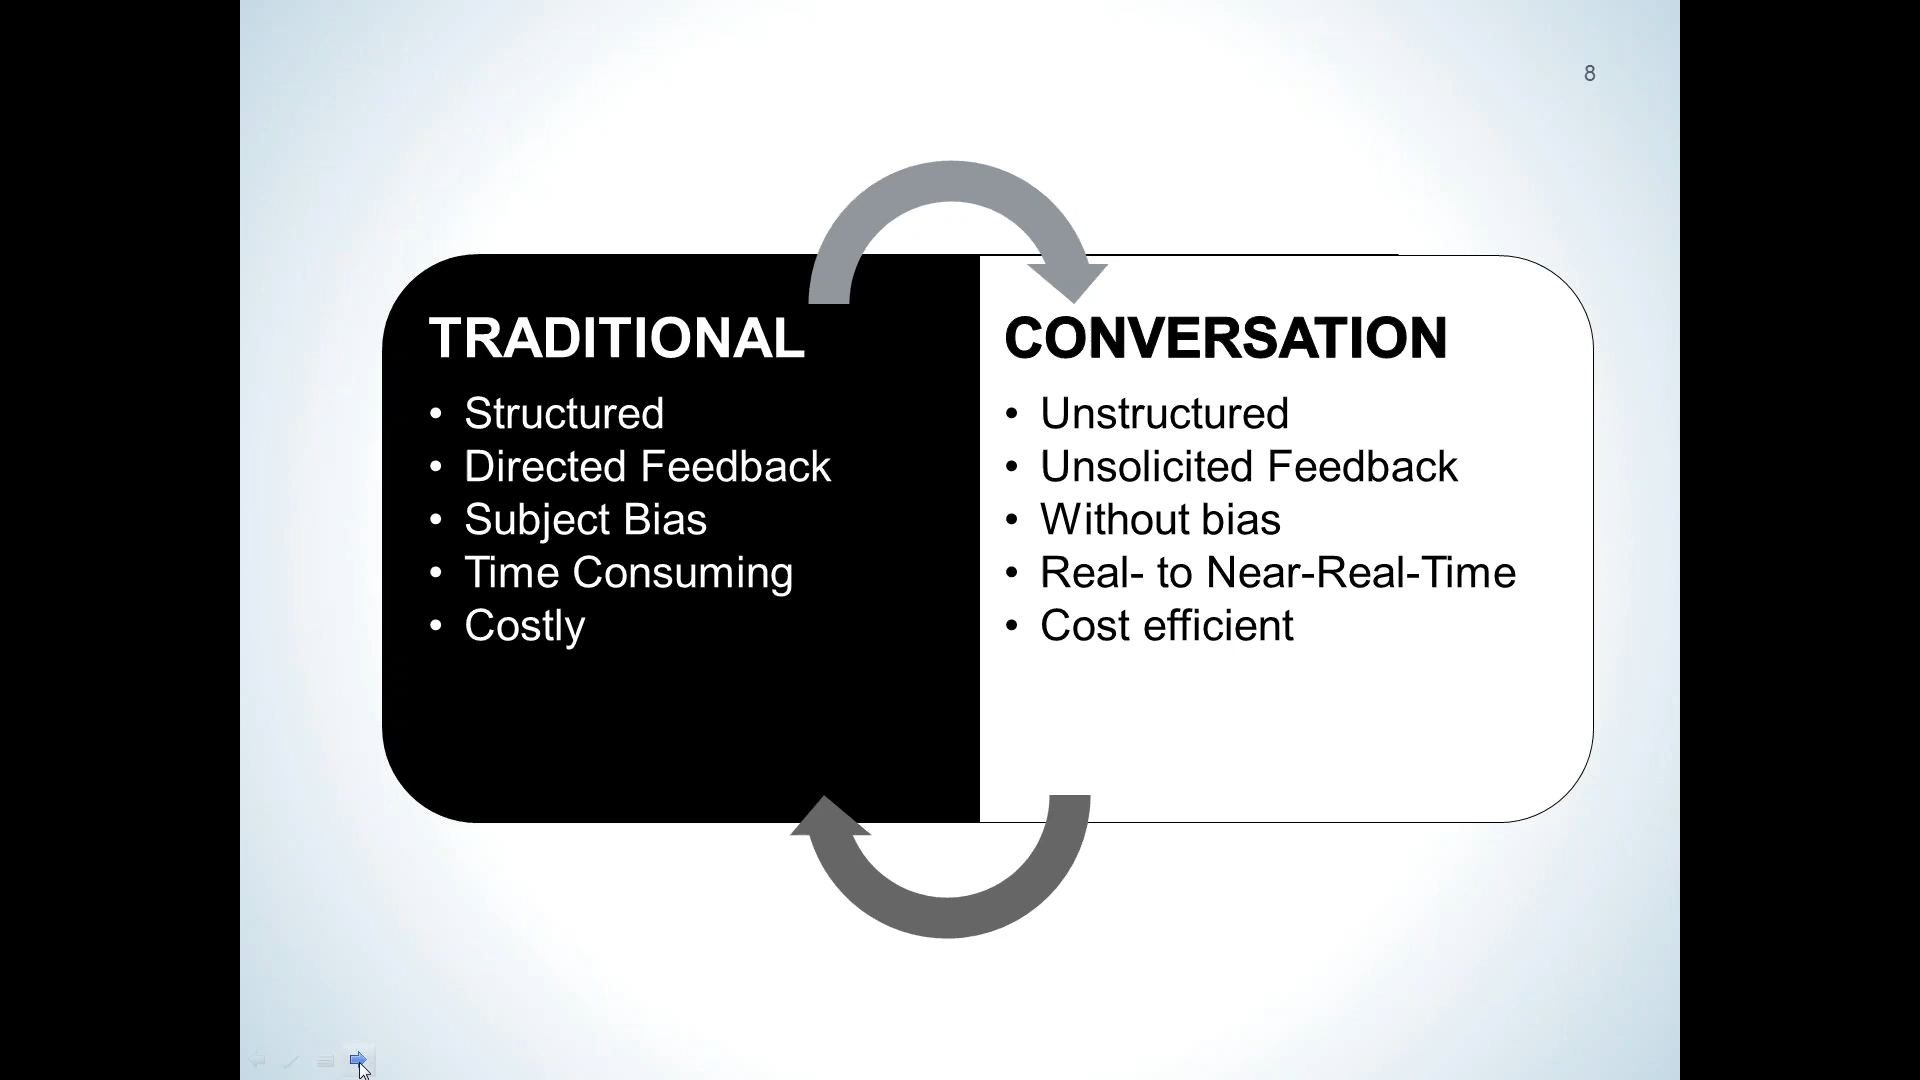 8
TRADITIONAL
• Structured
• Directed Feedback
• Subject Bias
• Time Consuming
• Costly
CONVERSATION
• Unstructured
• Unsolicited Feedback
• Without bias
• Real- to Near-Real-Time
• Cost efficient